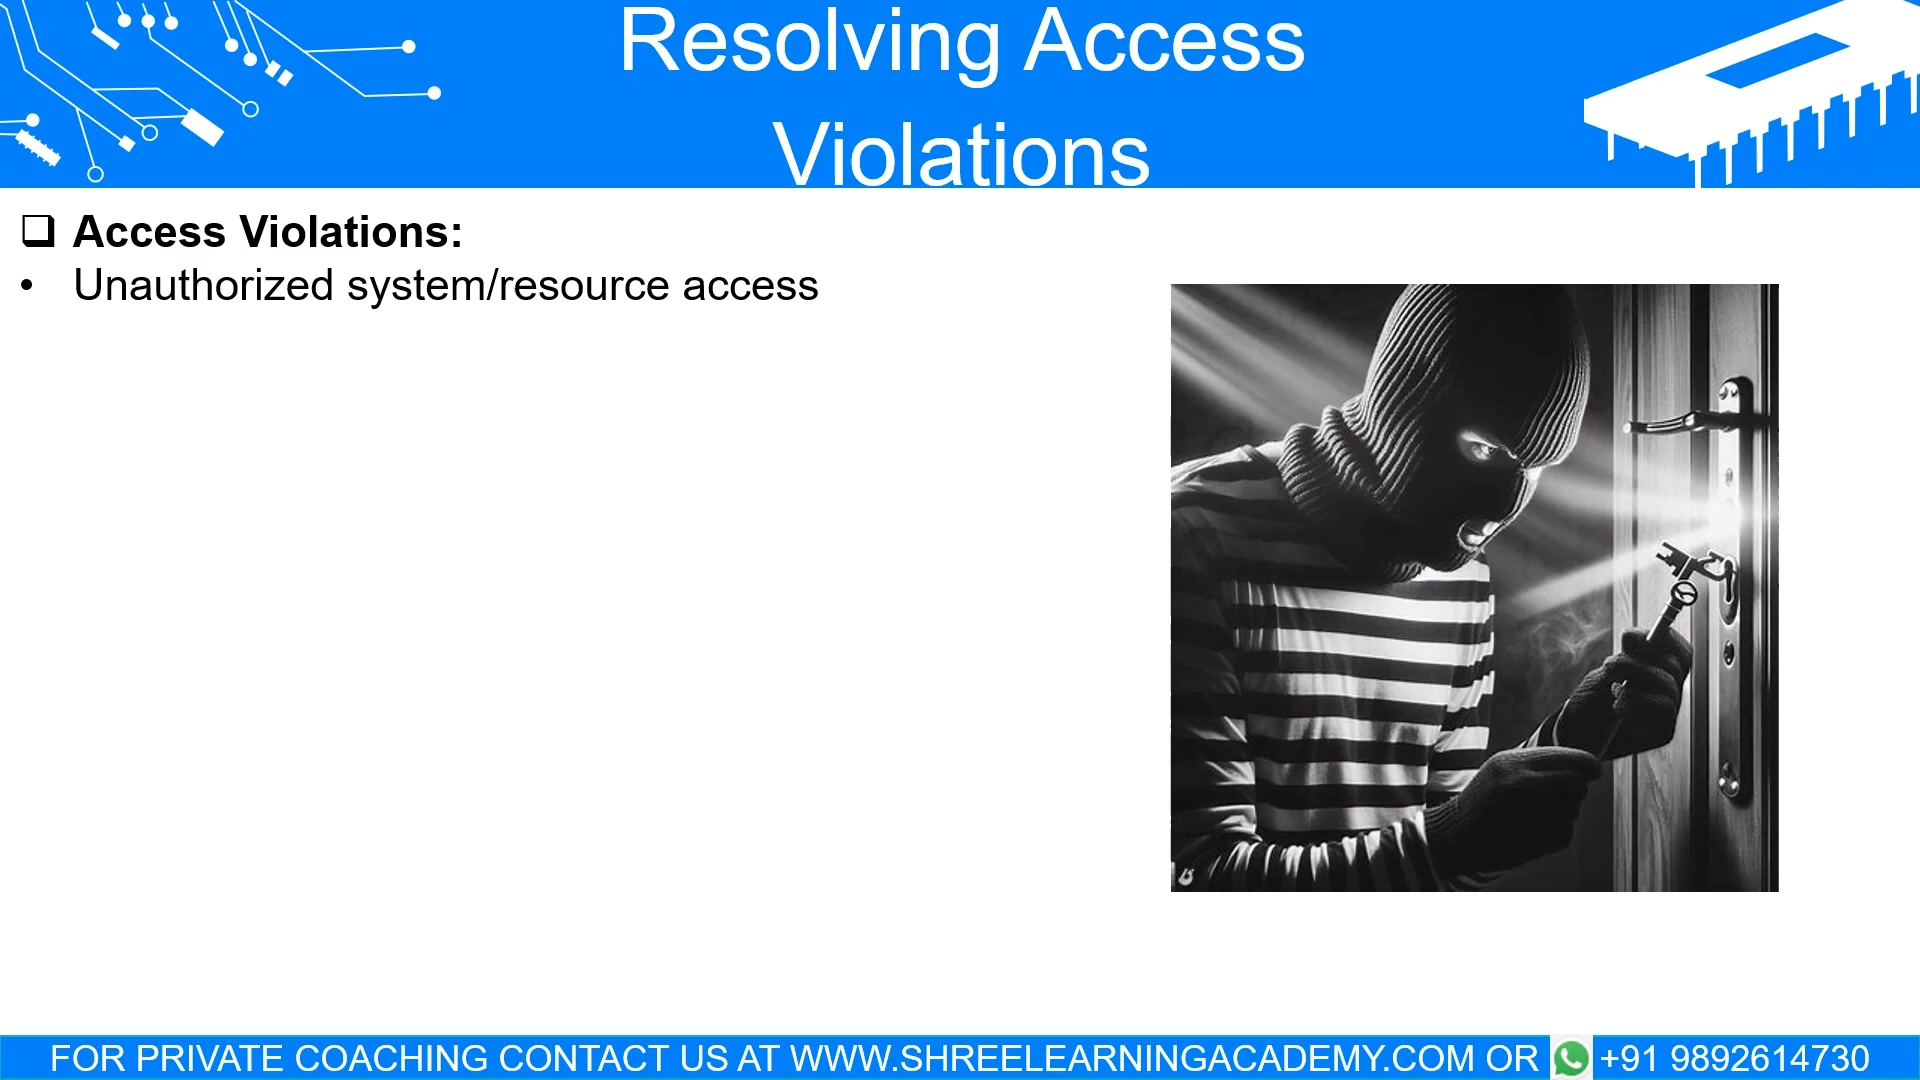 Resolving Access
Violations
❑ Access Violations:
• Unauthorized system/resource access
FOR PRIVATE COACHING CONTACT US AT WWW.SHREELEARNINGACADEMY.COM OR +91 9892614730